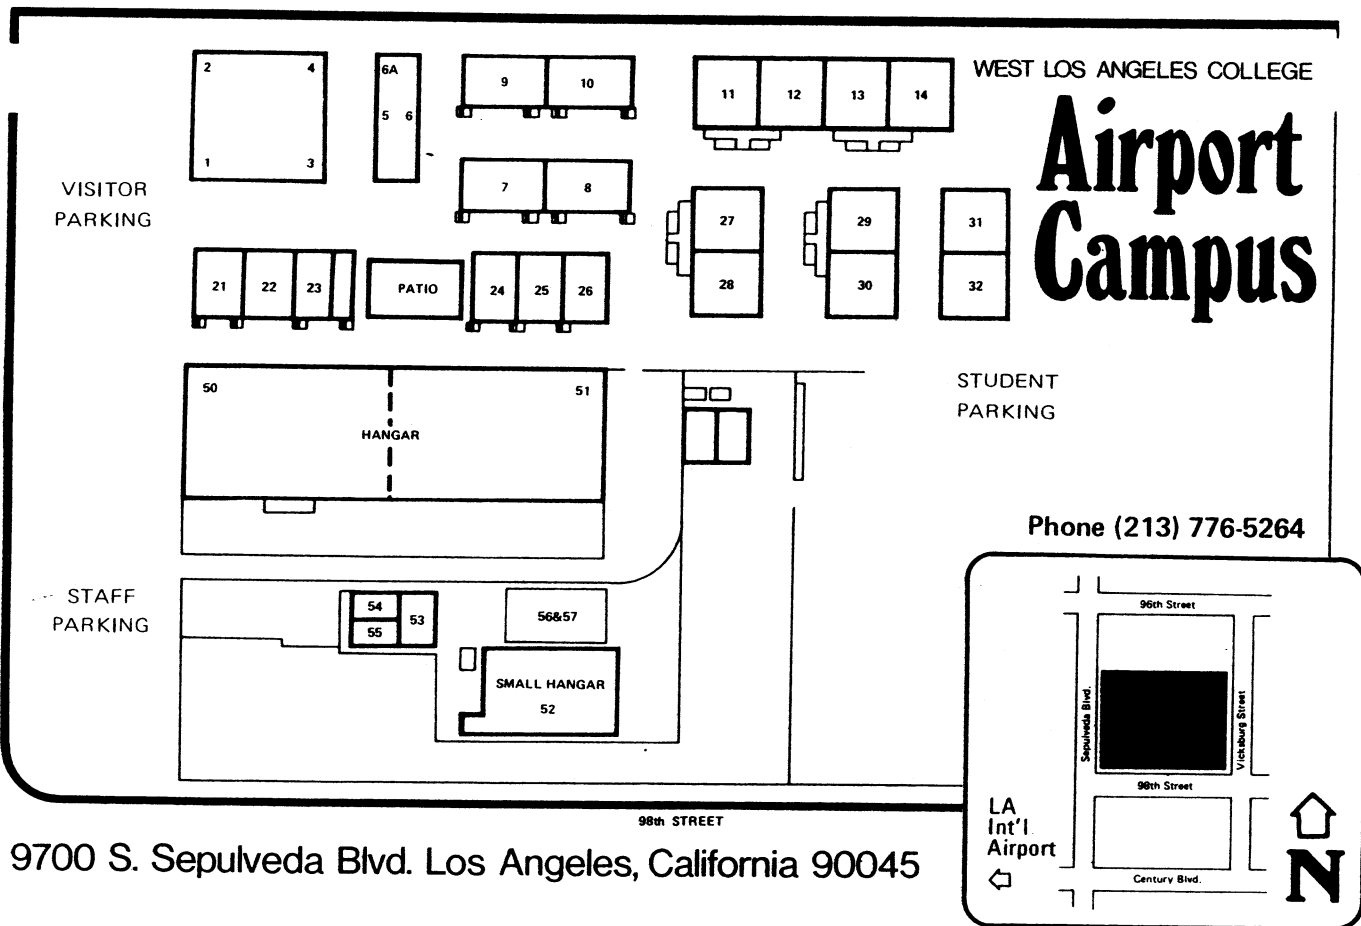 WEST LOS ANGELES COLLEGE
Airport
Campus
2 4
1 3
6A
5 6
9 10
7 8
11 12 13 14
VISITOR
PARKING
27
28
29
30
31
32
21 22 23
PATIO
24 25 26
50 51
HANGAR
STUDENT
PARKING
Phone (213) 776-5264
STAFF
PARKING
54
55
53
56&57
SMALL HANGAR
52
98th STREET
96th Street
Sepulveda Blvd.
Vicksburg Street
98th Street
LA
Int'l
Airport
Century Blvd.
N
9700 S. Sepulveda Blvd. Los Angeles, California 90045